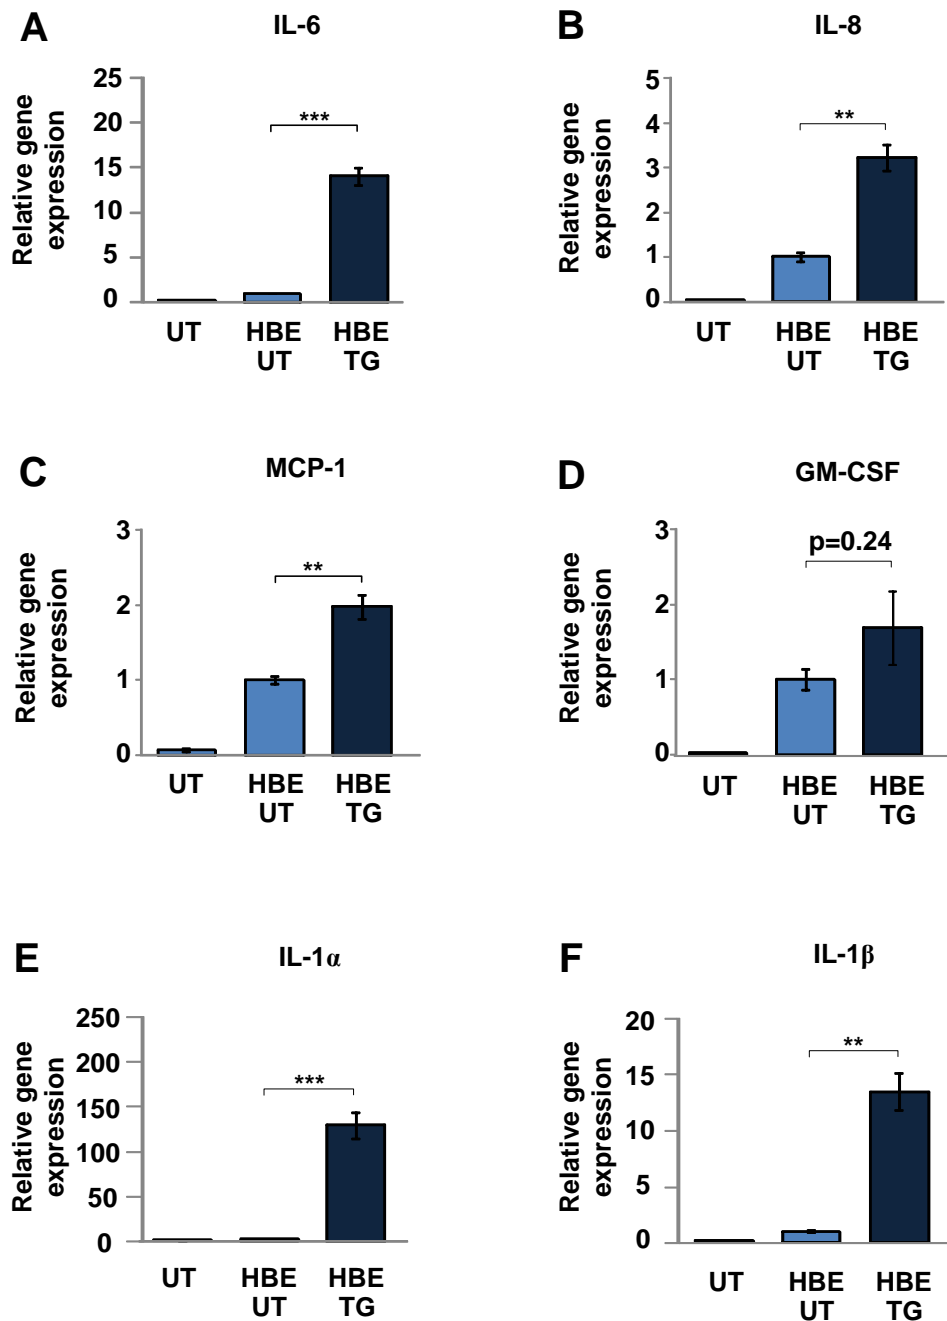 A
IL-6
Relative gene
expression
25
20
15
10
5
0
***
UT
HBE
UT
HBE
TG
B
IL-8
Relative gene
expression
5
4
3
2
1
0
**
UT
HBE
UT
HBE
TG
C
MCP-1
Relative gene
expression
3
2
1
0
**
UT
HBE
UT
HBE
TG
D
GM-CSF
Relative gene
expression
3
2
1
0
p=0.24
UT
HBE
UT
HBE
TG
E
IL-1α
Relative gene
expression
250
200
150
100
50
0
***
UT
HBE
UT
HBE
TG
F
IL-1β
Relative gene
expression
20
15
10
5
0
**
UT
HBE
UT
HBE
TG